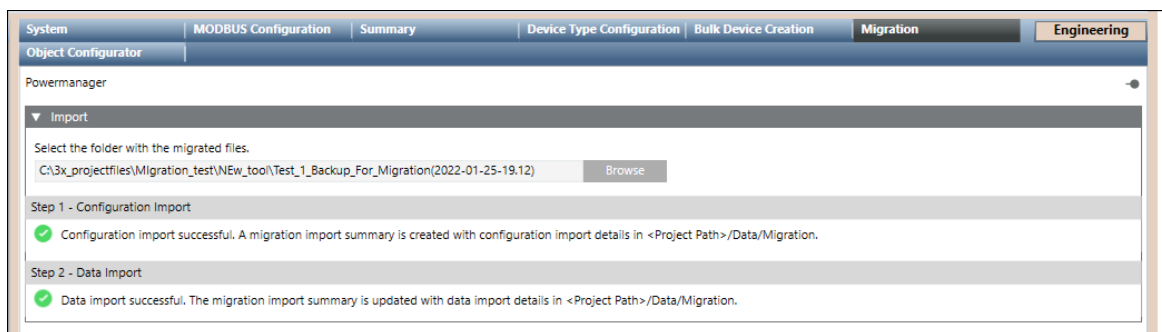 System MODBUS Configuration Summary Device Type Configuration Bulk Device Creation Migration Engineering
Object Configurator
Powermanager
Import
Select the folder with the migrated files.
C:\3x_projectfiles\MIgration_test\NEw_tool\Test_1_Backup_For_Migration(2022-01-25-19.12) Browse
Step 1 - Configuration Import
Configuration import successful. A migration import summary is created with configuration import details in <Project Path>/Data/Migration.
Step 2 - Data Import
Data import successful. The migration import summary is updated with data import details in <Project Path>/Data/Migration.